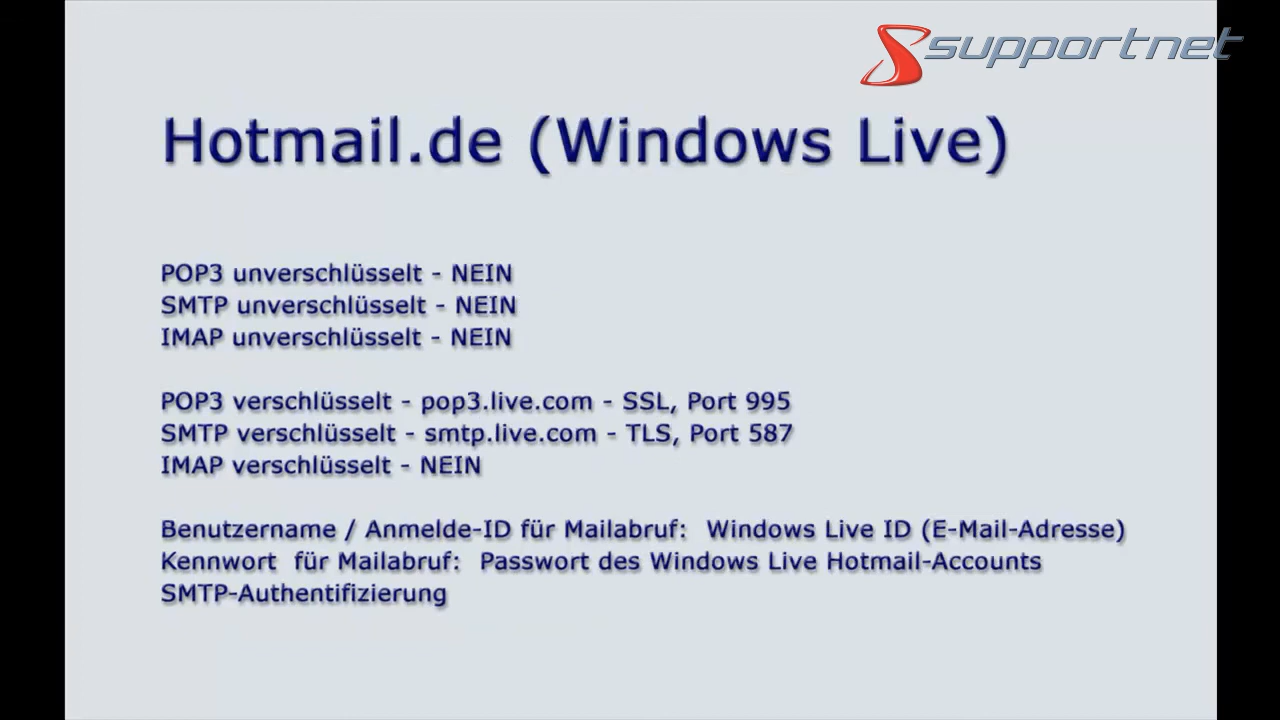 supportnet
Hotmail.de (Windows Live)
POP3 unverschlüsselt - NEIN
SMTP unverschlüsselt - NEIN
IMAP unverschlüsselt - NEIN
POP3 verschlüsselt - pop3.live.com - SSL, Port 995
SMTP verschlüsselt - smtp.live.com - TLS, Port 587
IMAP verschlüsselt - NEIN
Benutzername / Anmelde-ID für Mailabruf:  Windows Live ID (E-Mail-Adresse)
Kennwort  für Mailabruf:  Passwort des Windows Live Hotmail-Accounts
SMTP-Authentifizierung